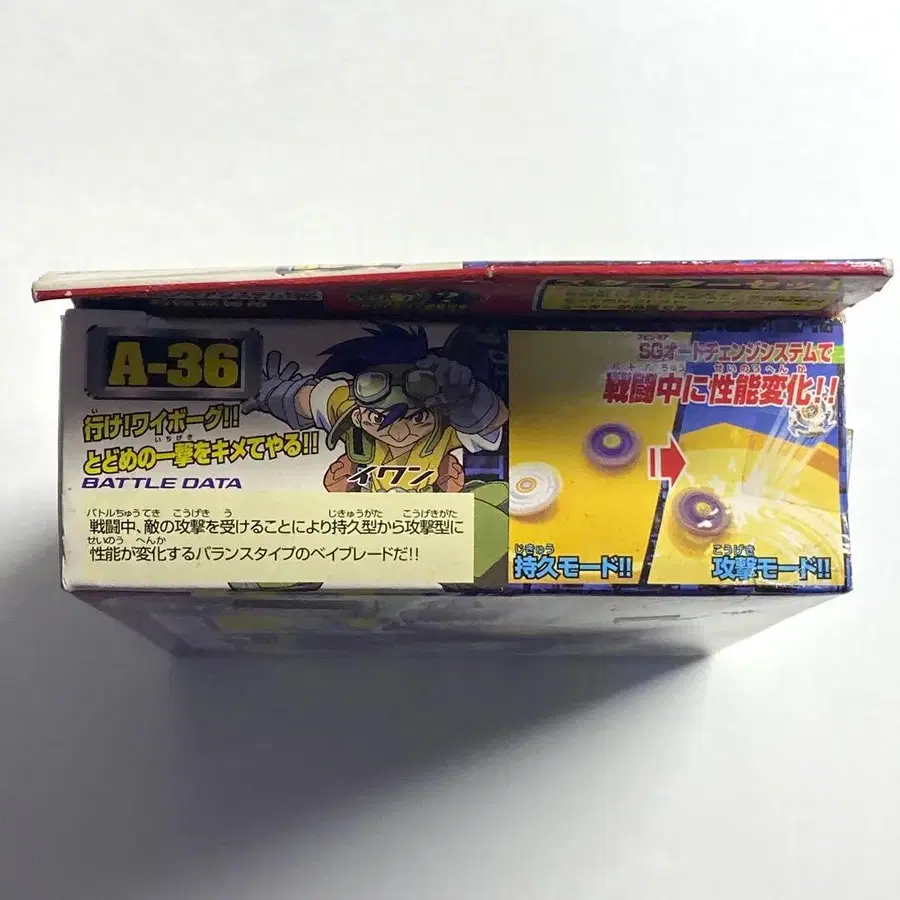 A-36
行け!ワイボーグ!!
とどめの一撃をキメてやる!!
BATTLE DATA
イワン
戦闘中、敵の攻撃を受けることにより持久型から攻撃型に
性能が変化するバランスタイプのベイブレードだ!!
SGオートチェンジシステムで
戦闘中に性能変化!!
持久モード!!
攻撃モード!!